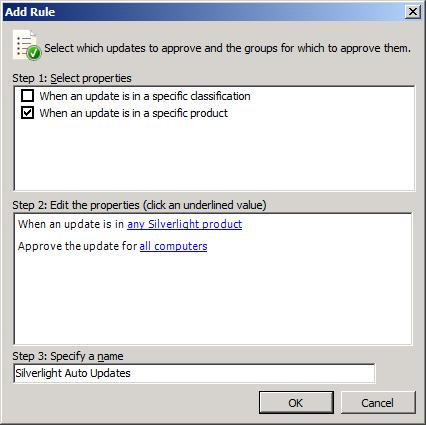 Add Rule
Select which updates to approve and the groups for which to approve them.
Step 1: Select properties
When an update is in a specific classification
When an update is in a specific product
Step 2: Edit the properties (click an underlined value)
When an update is in any Silverlight product
Approve the update for all computers
Step 3: Specify a name
Silverlight Auto Updates
OK
Cancel